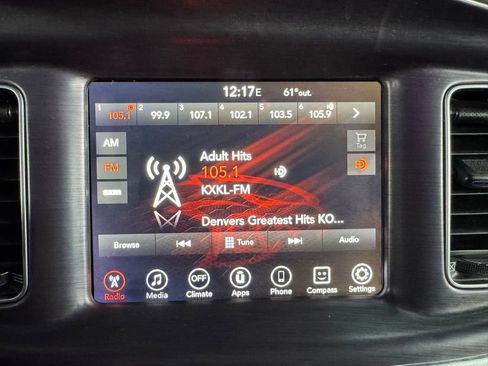 12:17E 61°out.
1 105.1 2 99.9 3 107.1 4 102.1 5 103.5 6 105.9
AM
Adult Hits
Tag
FM
105.1
KXKL-FM
Denvers Greatest Hits KO...
Browse Tune Audio
OFF
Radio Media Climate Apps Phone Compass Settings